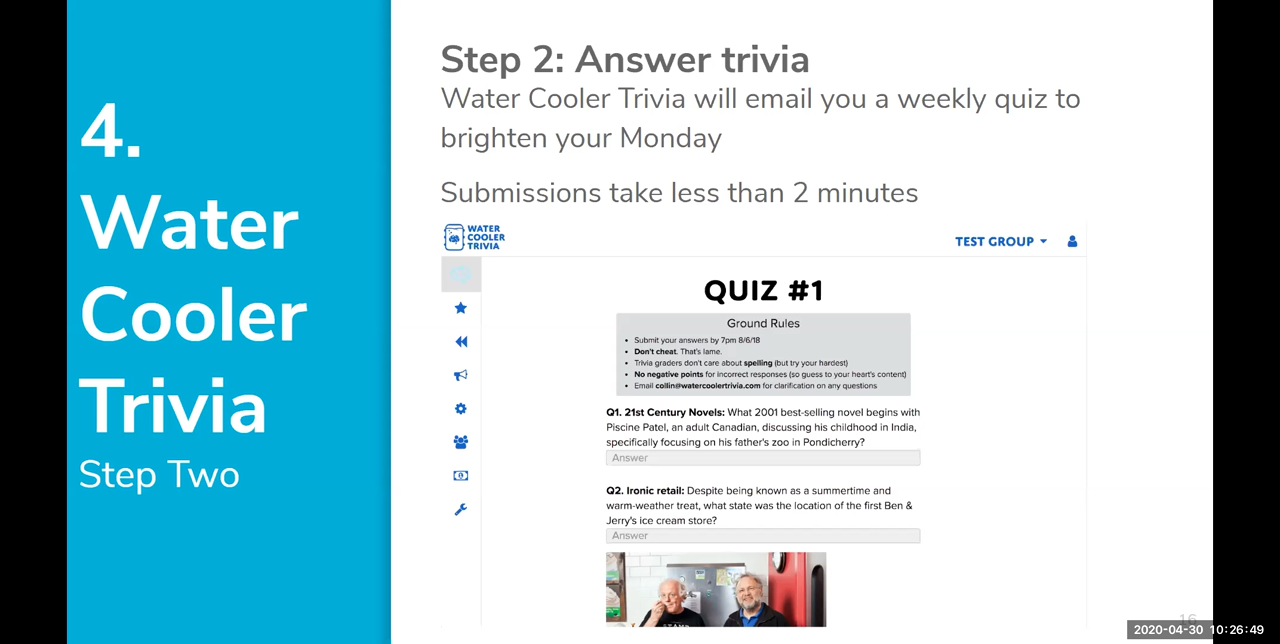 4.
Water
Cooler
Trivia
Step Two
Step 2: Answer trivia
Water Cooler Trivia will email you a weekly quiz to
brighten your Monday
Submissions take less than 2 minutes
WATER
COOLER
TRIVIA
TEST GROUP
QUIZ #1
Ground Rules
• Submit your answers by 7pm 8/6/18
• Don't cheat. That's lame.
• Trivia graders don't care about spelling (but try your hardest)
• No negative points for incorrect responses (so guess to your heart's content)
• Email collin@watercoolertrivia.com for clarification on any questions
Q1. 21st Century Novels: What 2001 best-selling novel begins with
Piscine Patel, an adult Canadian, discussing his childhood in India,
specifically focusing on his father's zoo in Pondicherry?
Answer
Q2. Ironic retail: Despite being known as a summertime and
warm-weather treat, what state was the location of the first Ben &
Jerry's ice cream store?
Answer
16
2020-04-30 10:26:49